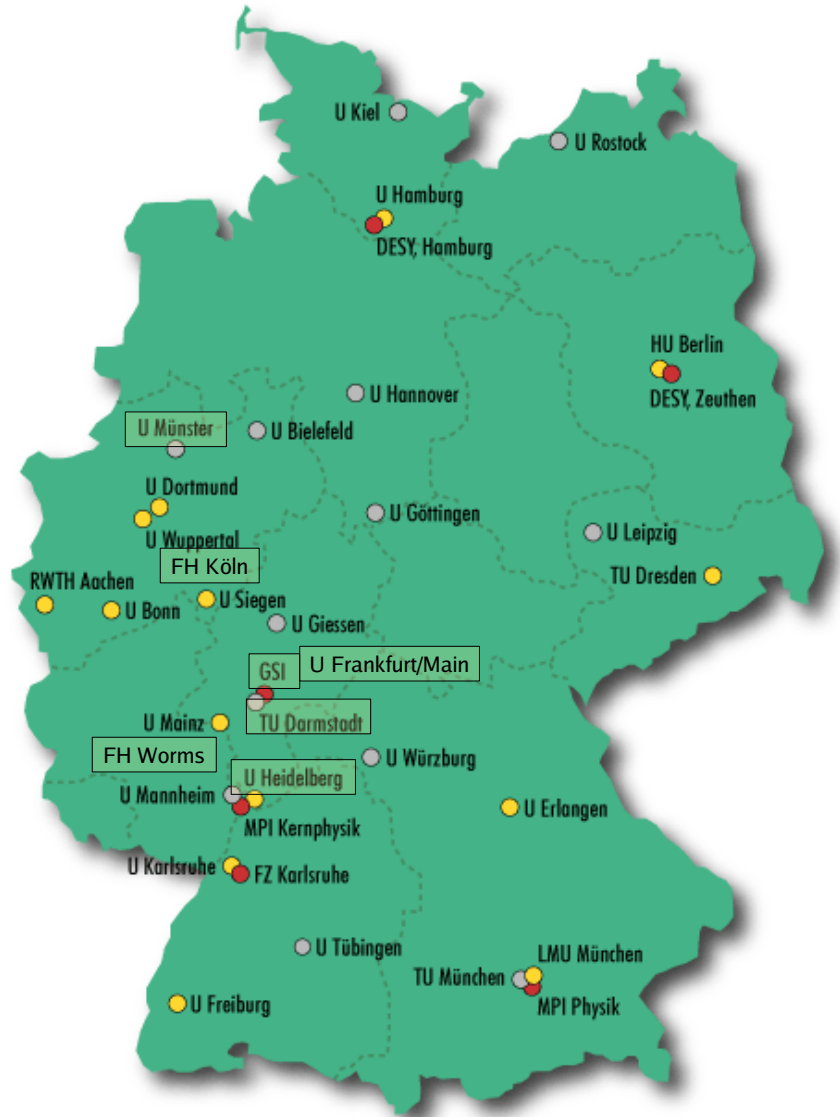 U Kiel
U Rostock
U Hamburg
DESY, Hamburg
HU Berlin
DESY, Zeuthen
U Hannover
U Münster
U Bielefeld
U Dortmund
U Göttingen
U Wuppertal
U Leipzig
FH Köln
TU Dresden
RWTH Aachen
U Bonn
U Siegen
U Giessen
GSI
U Frankfurt/Main
U Mainz
TU Darmstadt
FH Worms
U Würzburg
U Heidelberg
U Mannheim
U Erlangen
MPI Kernphysik
U Karlsruhe
FZ Karlsruhe
U Tübingen
LMU München
TU München
U Freiburg
MPI Physik